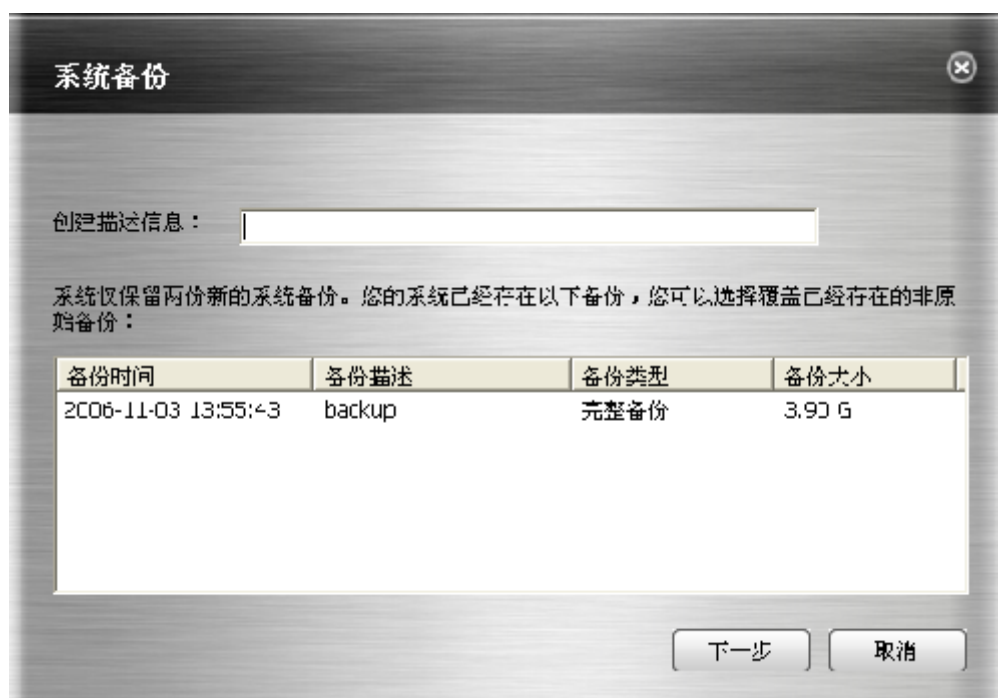 系统备份
创建描述信息：
系统仅保留两份新的系统备份。您的系统已经存在以下备份，您可以选择覆盖已经存在的非原
始备份：
备份时间 备份描述 备份类型 备份大小
2006-11-03 13:55:43 backup 完整备份 3.90 G
下一步 取消